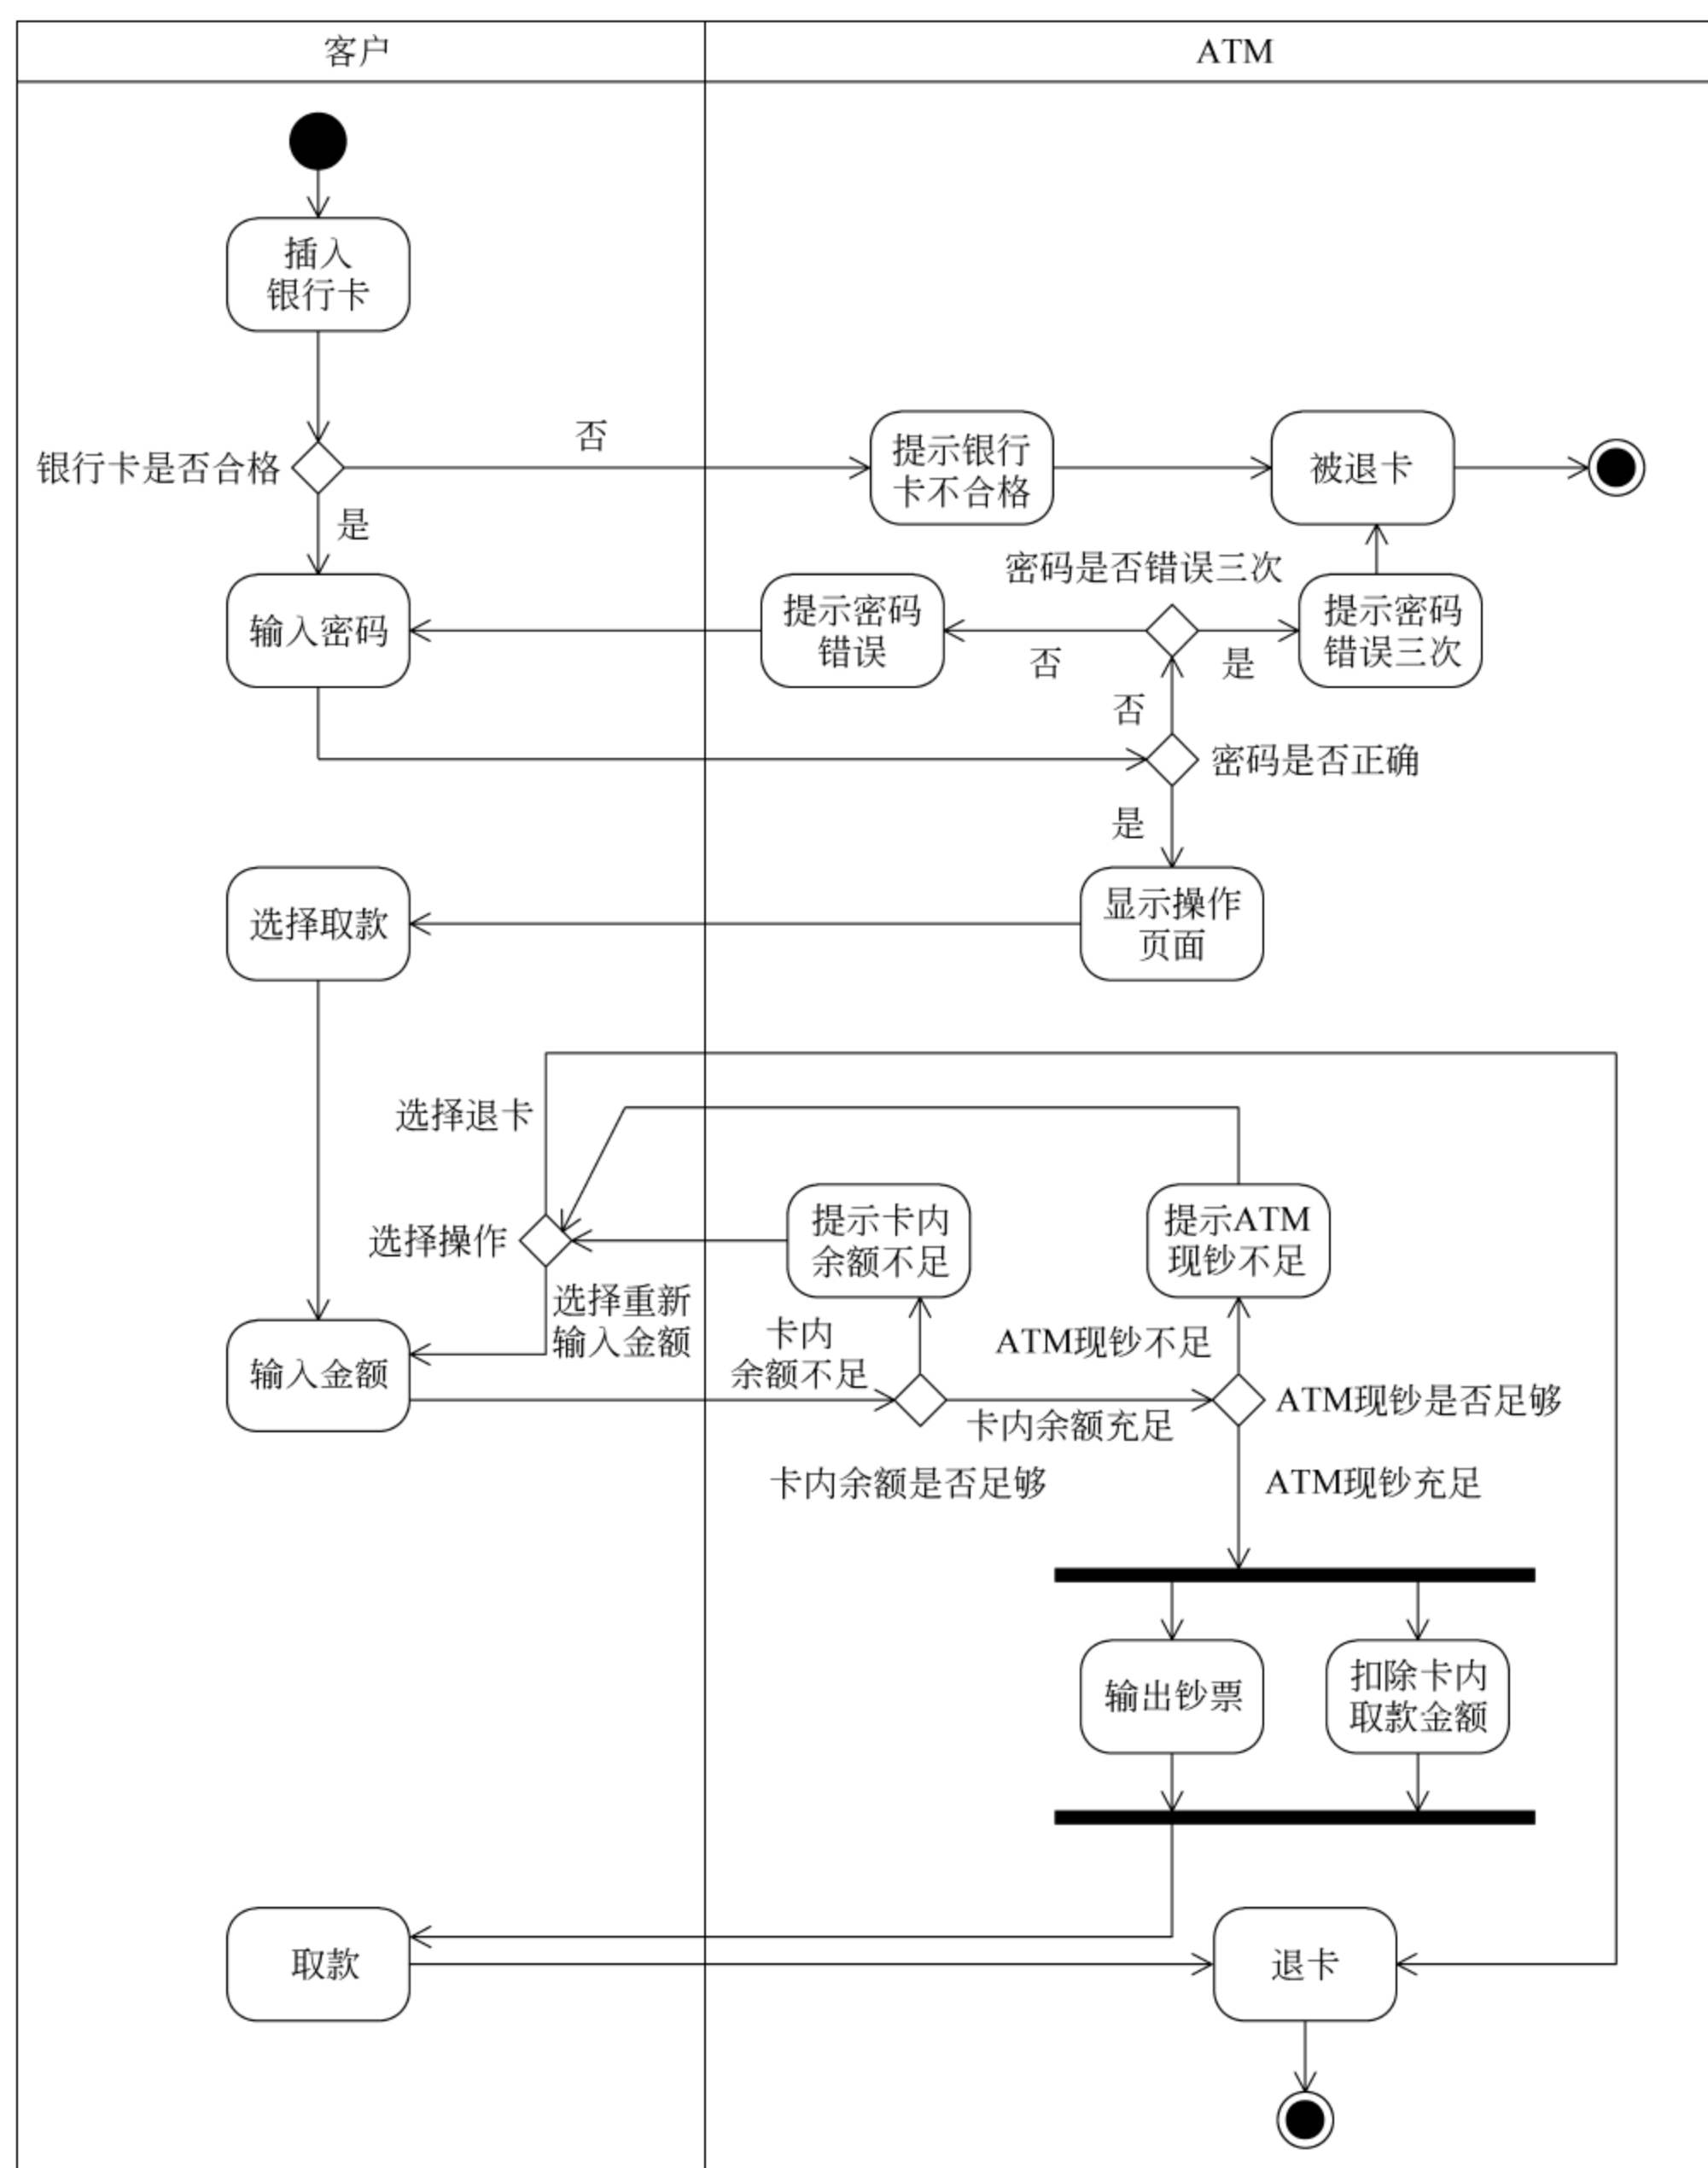 客户
ATM
插入
银行卡
银行卡是否合格
否
是
提示银行
卡不合格
被退卡
密码是否错误三次
输入密码
提示密码
错误
否
是
提示密码
错误三次
否
密码是否正确
是
选择取款
显示操作
页面
选择退卡
选择操作
提示卡内
余额不足
提示ATM
现钞不足
选择重新
输入金额
输入金额
卡内
余额不足
ATM现钞不足
卡内余额充足
ATM现钞是否足够
卡内余额是否足够
ATM现钞充足
输出钞票
扣除卡内
取款金额
取款
退卡